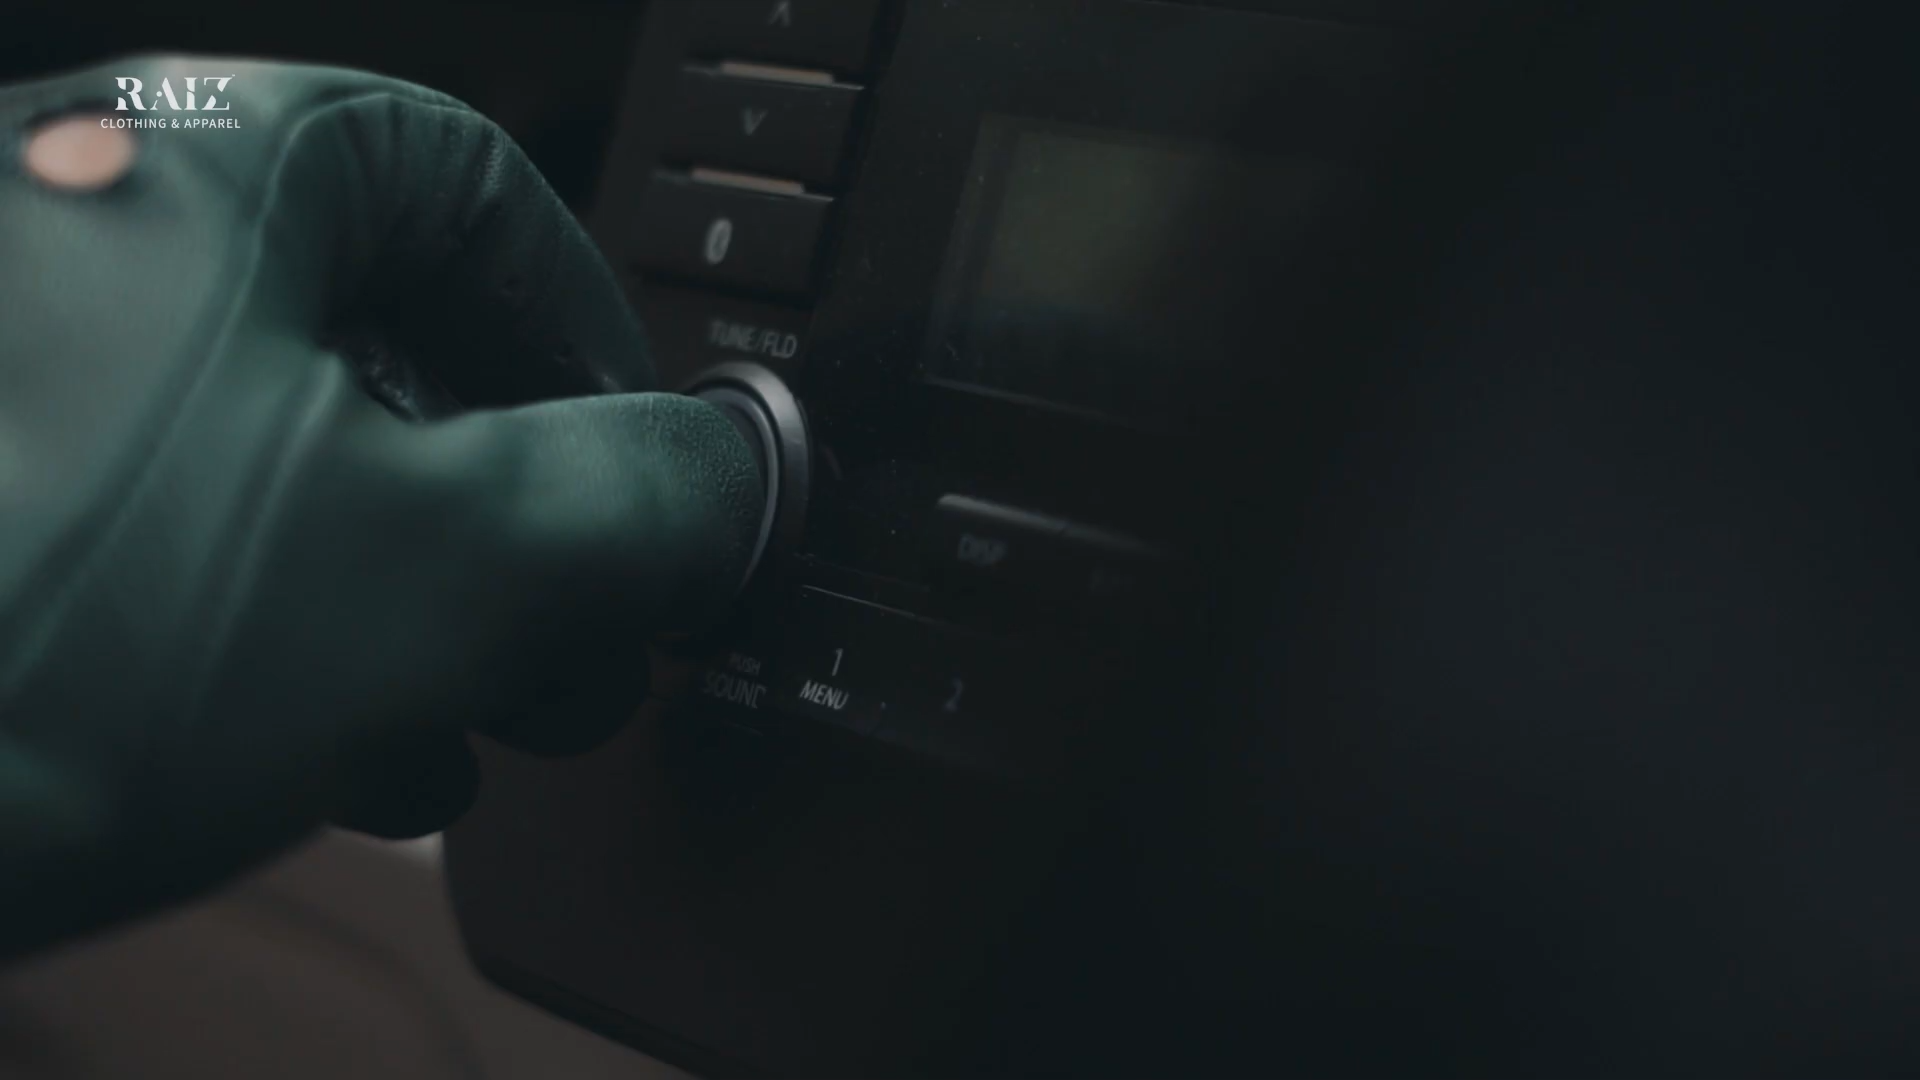 RAIZ
CLOTHING & APPAREL
TUNE/FLD
DISP
PUSH
SOUND
1
MENU
2